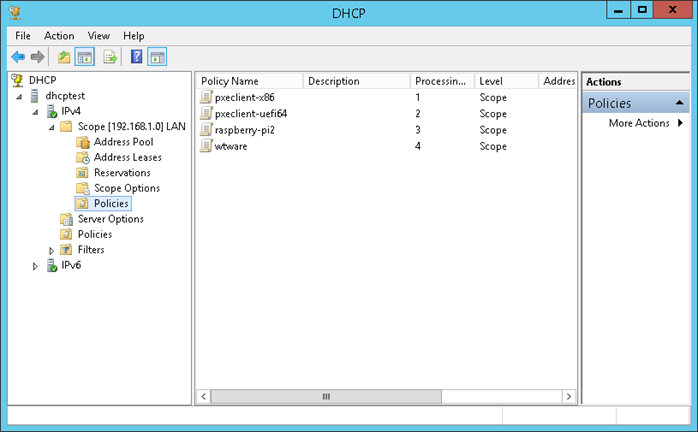 DHCP
File Action View Help
DHCP
dhcptest
IPv4
Scope [192.168.1.0] LAN
Address Pool
Address Leases
Reservations
Scope Options
Policies
Server Options
Policies
Filters
IPv6
Policy Name Description Processin... Level Addres
pxeclient-x86 1 Scope
pxeclient-uefi64 2 Scope
raspberry-pi2 3 Scope
wtware 4 Scope
Actions
Policies
More Actions